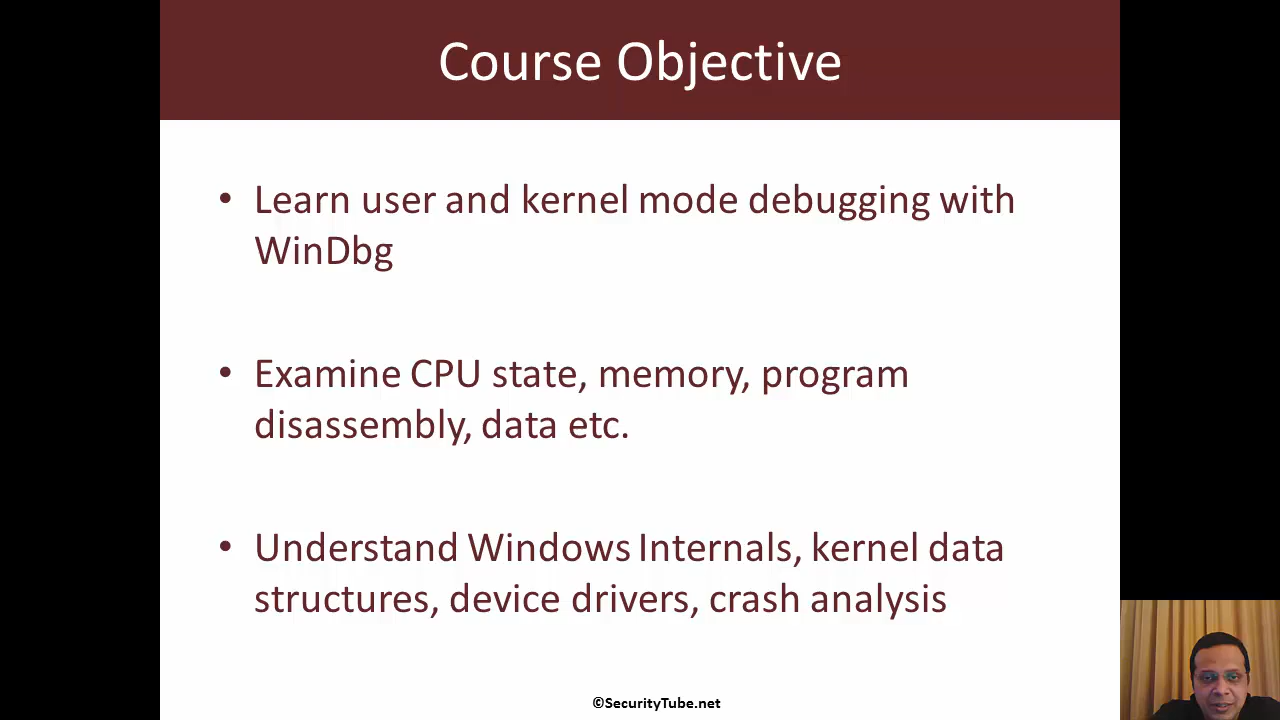 Course Objective
• Learn user and kernel mode debugging with
WinDbg
• Examine CPU state, memory, program
disassembly, data etc.
• Understand Windows Internals, kernel data
structures, device drivers, crash analysis
©SecurityTube.net